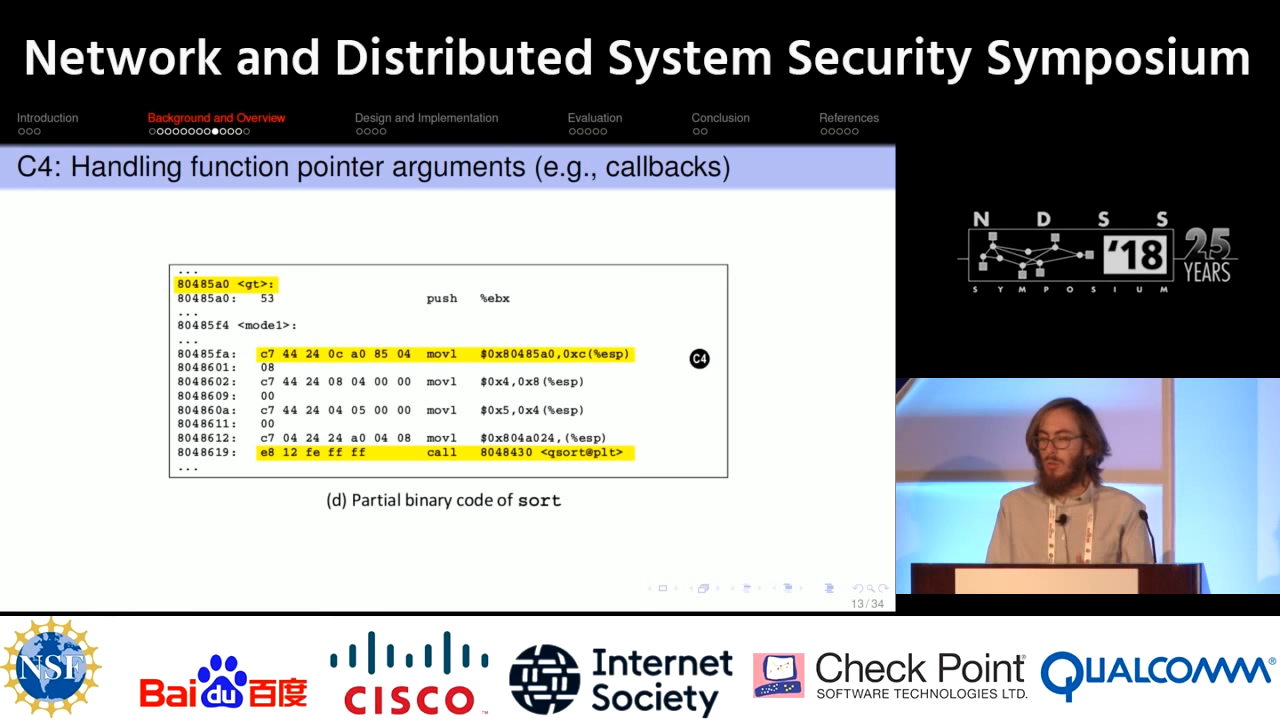 Network and Distributed System Security Symposium
Introduction
Background and Overview
Design and Implementation
Evaluation
Conclusion
References
C4: Handling function pointer arguments (e.g., callbacks)
...
80485a0 <gt>:
80485a0: 53 push %ebx
...
80485f4 <mode1>:
...
80485fa: c7 44 24 0c a0 85 04 movl $0x80485a0,0xc(%esp)
8048601: 08
8048602: c7 44 24 08 04 00 00 movl $0x4,0x8(%esp)
8048609: 00
804860a: c7 44 24 04 05 00 00 movl $0x5,0x4(%esp)
8048611: 00
8048612: c7 04 24 24 a0 04 08 movl $0x804a024,(%esp)
8048619: e8 12 fe ff ff call 8048430 <qsort@plt>
...
C4
(d) Partial binary code of sort
13 / 34
N D S S
'18
25 YEARS
S Y M P O S I U M
NSF
Bai du 百度
CISCO
Internet Society
Check Point
SOFTWARE TECHNOLOGIES LTD.
QUALCOMM®